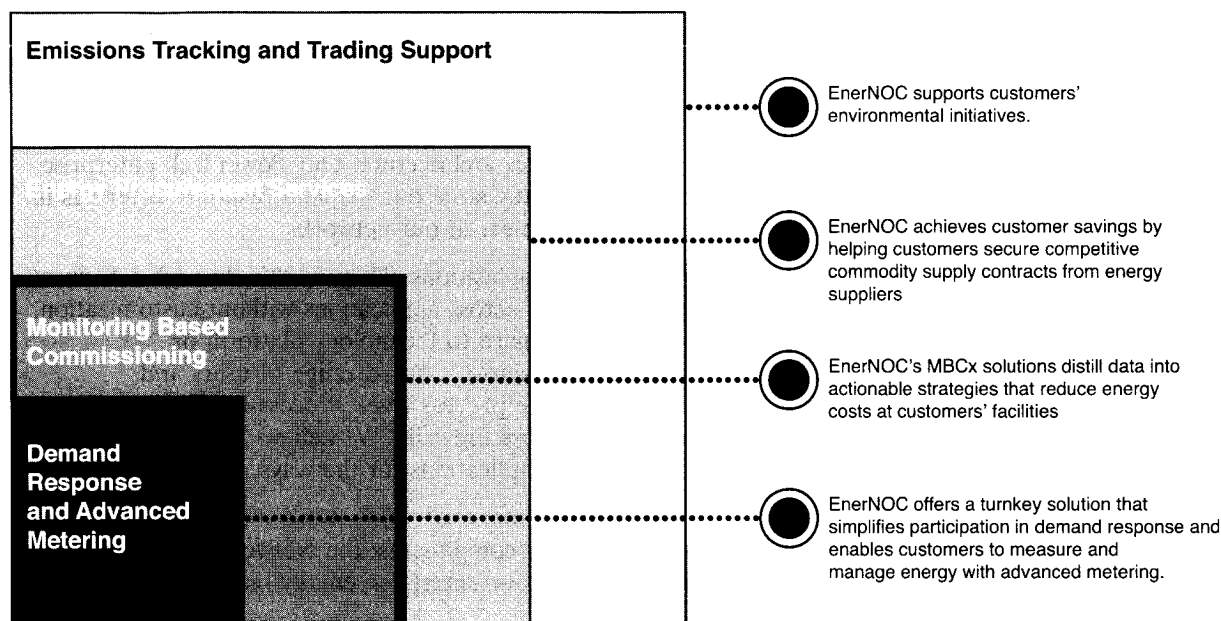 Emissions Tracking and Trading Support
EnerNOC supports customers'
environmental initiatives.
EnerNOC achieves customer savings by
helping customers secure competitive
commodity supply contracts from energy
suppliers
Monitoring Based
Commissioning
EnerNOC's MBCx solutions distill data into
actionable strategies that reduce energy
costs at customers' facilities
Demand
Response
and Advanced
Metering
EnerNOC offers a turnkey solution that
simplifies participation in demand response and
enables customers to measure and
manage energy with advanced metering.